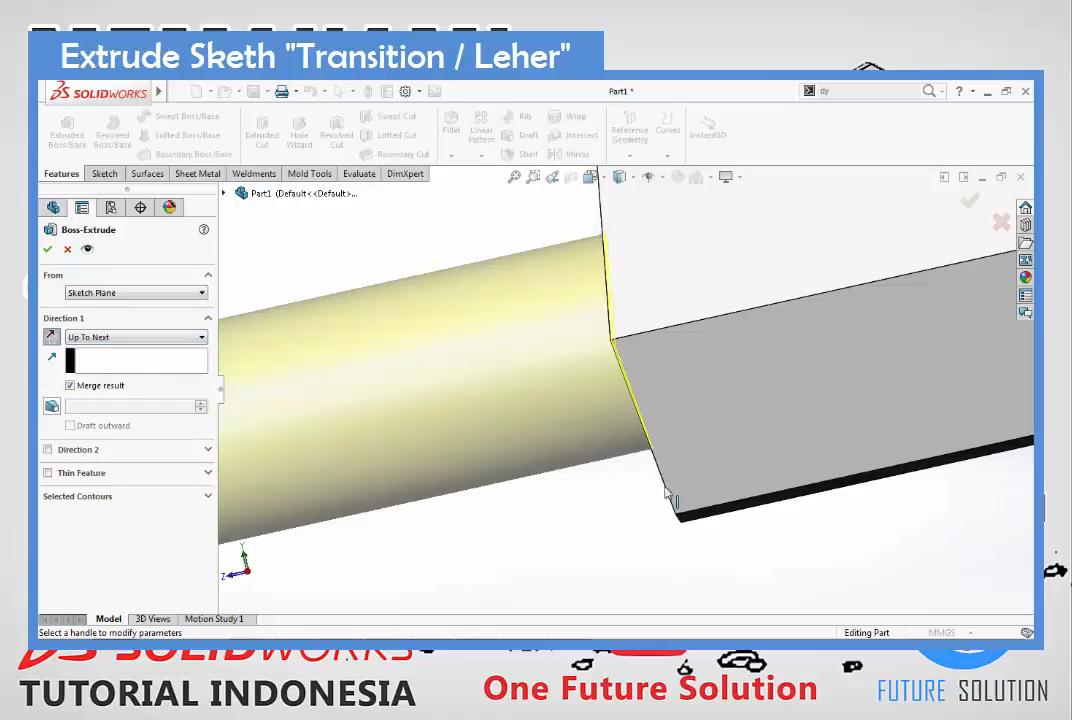 Extrude Sketh "Transition / Leher"
SOLIDWORKS
Part1 *
dy
Extruded Boss/Base
Revolved Boss/Base
Swept Boss/Base
Lofted Boss/Base
Boundary Boss/Base
Extruded Cut
Hole Wizard
Revolved Cut
Swept Cut
Lofted Cut
Boundary Cut
Fillet
Linear Pattern
Rib
Draft
Shell
Wrap
Intersect
Mirror
Reference Geometry
Curves
Instant3D
Features
Sketch
Surfaces
Sheet Metal
Weldments
Mold Tools
Evaluate
DimXpert
Part1 (Default<<Default>...
Boss-Extrude
From
Sketch Plane
Direction 1
Up To Next
Merge result
Draft outward
Direction 2
Thin Feature
Selected Contours
Y
Z
Model
3D Views
Motion Study 1
Select a handle to modify parameters
Editing Part
MMGS
SOLIDWORKS
TUTORIAL INDONESIA
One Future Solution
FUTURE SOLUTION